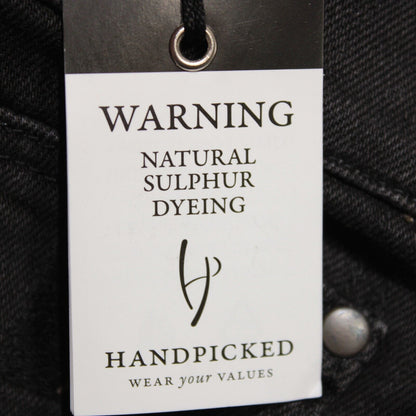 WARNING
NATURAL
SULPHUR
DYEING
HANDPICKED
WEAR your VALUES